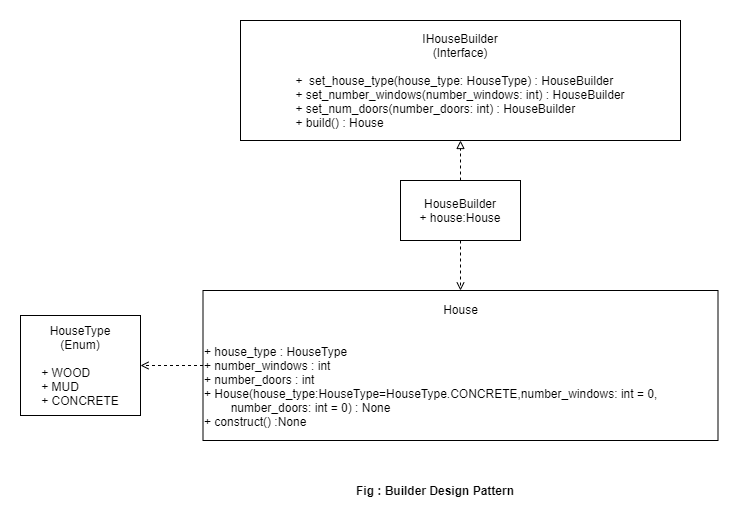 IHouseBuilder
(Interface)
+ set_house_type(house_type: HouseType) : HouseBuilder
+ set_number_windows(number_windows: int) : HouseBuilder
+ set_num_doors(number_doors: int) : HouseBuilder
+ build() : House
HouseBuilder
+ house:House
House
+ house_type : HouseType
+ number_windows : int
+ number_doors : int
+ House(house_type:HouseType=HouseType.CONCRETE,number_windows: int = 0,
number_doors: int = 0) : None
+ construct() :None
HouseType
(Enum)
+ WOOD
+ MUD
+ CONCRETE
Fig : Builder Design Pattern